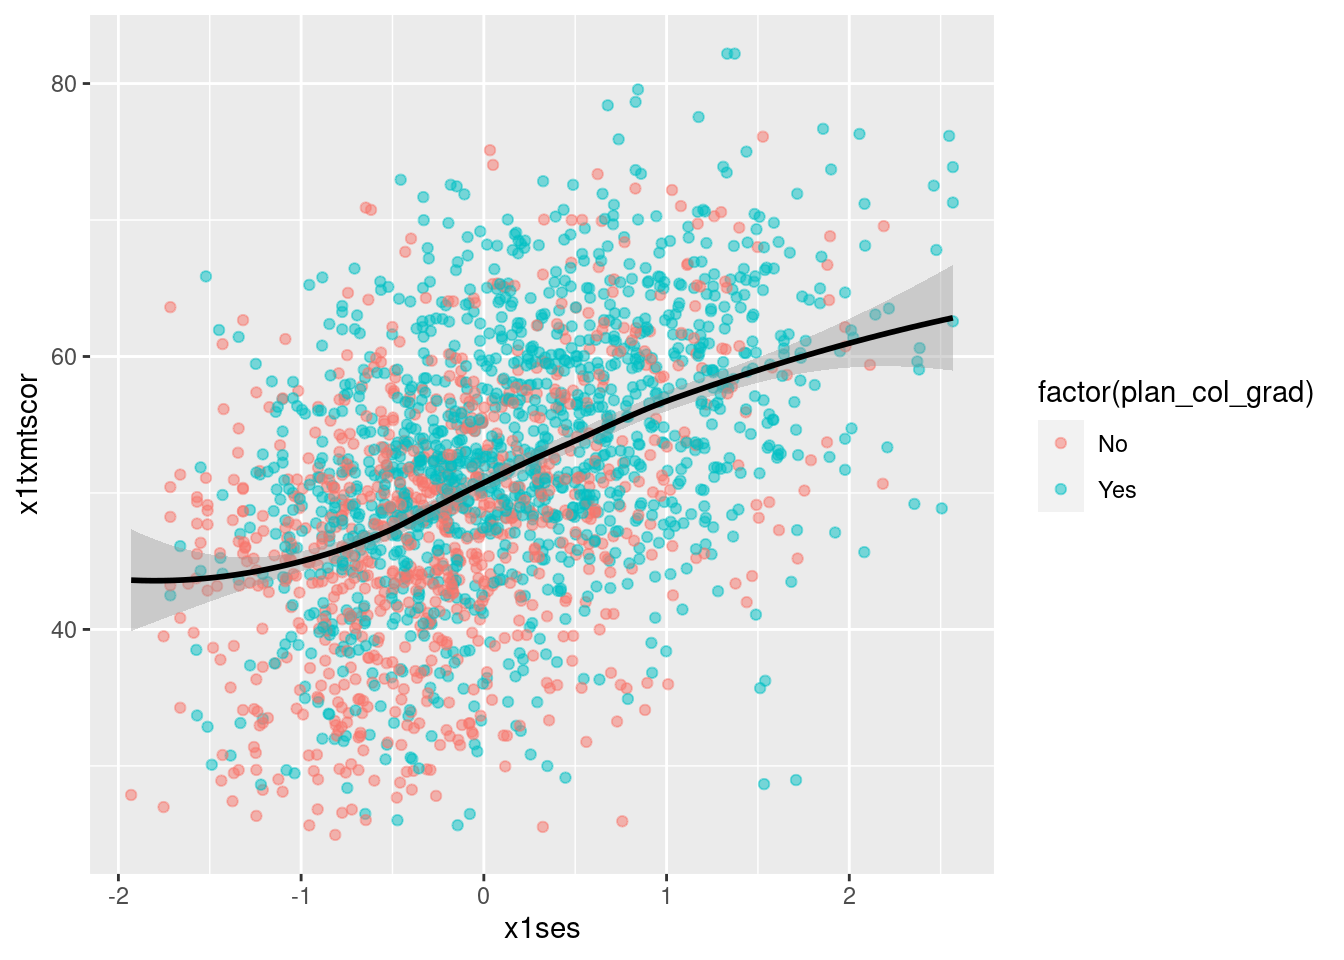 80
60
40
-2
-1
0
1
2
x1ses
x1txmtscor
factor(plan_col_grad)
No
Yes